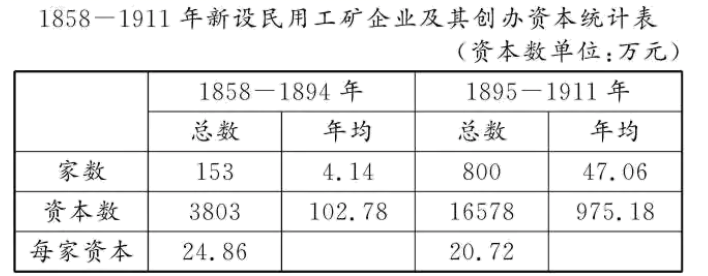 1858—1911 年新设民用工矿企业及其创办资本统计表
(资本数单位:万元)
1858—1894 年 1895—1911 年
总数 年均 总数 年均
家数 153 4.14 800 47.06
资本数 3803 102.78 16578 975.18
每家资本 24.86 20.72